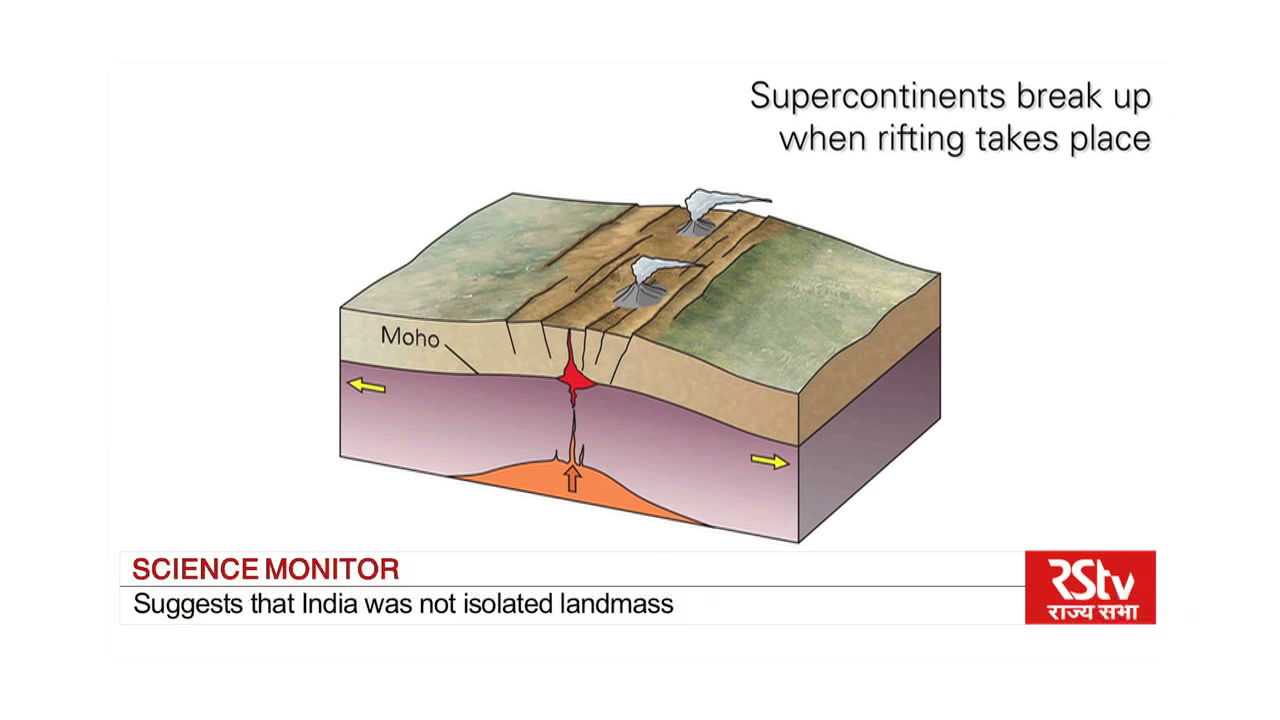 Supercontinents break up
when rifting takes place
Moho
SCIENCE MONITOR
Suggests that India was not isolated landmass
RStv
राज्य सभा